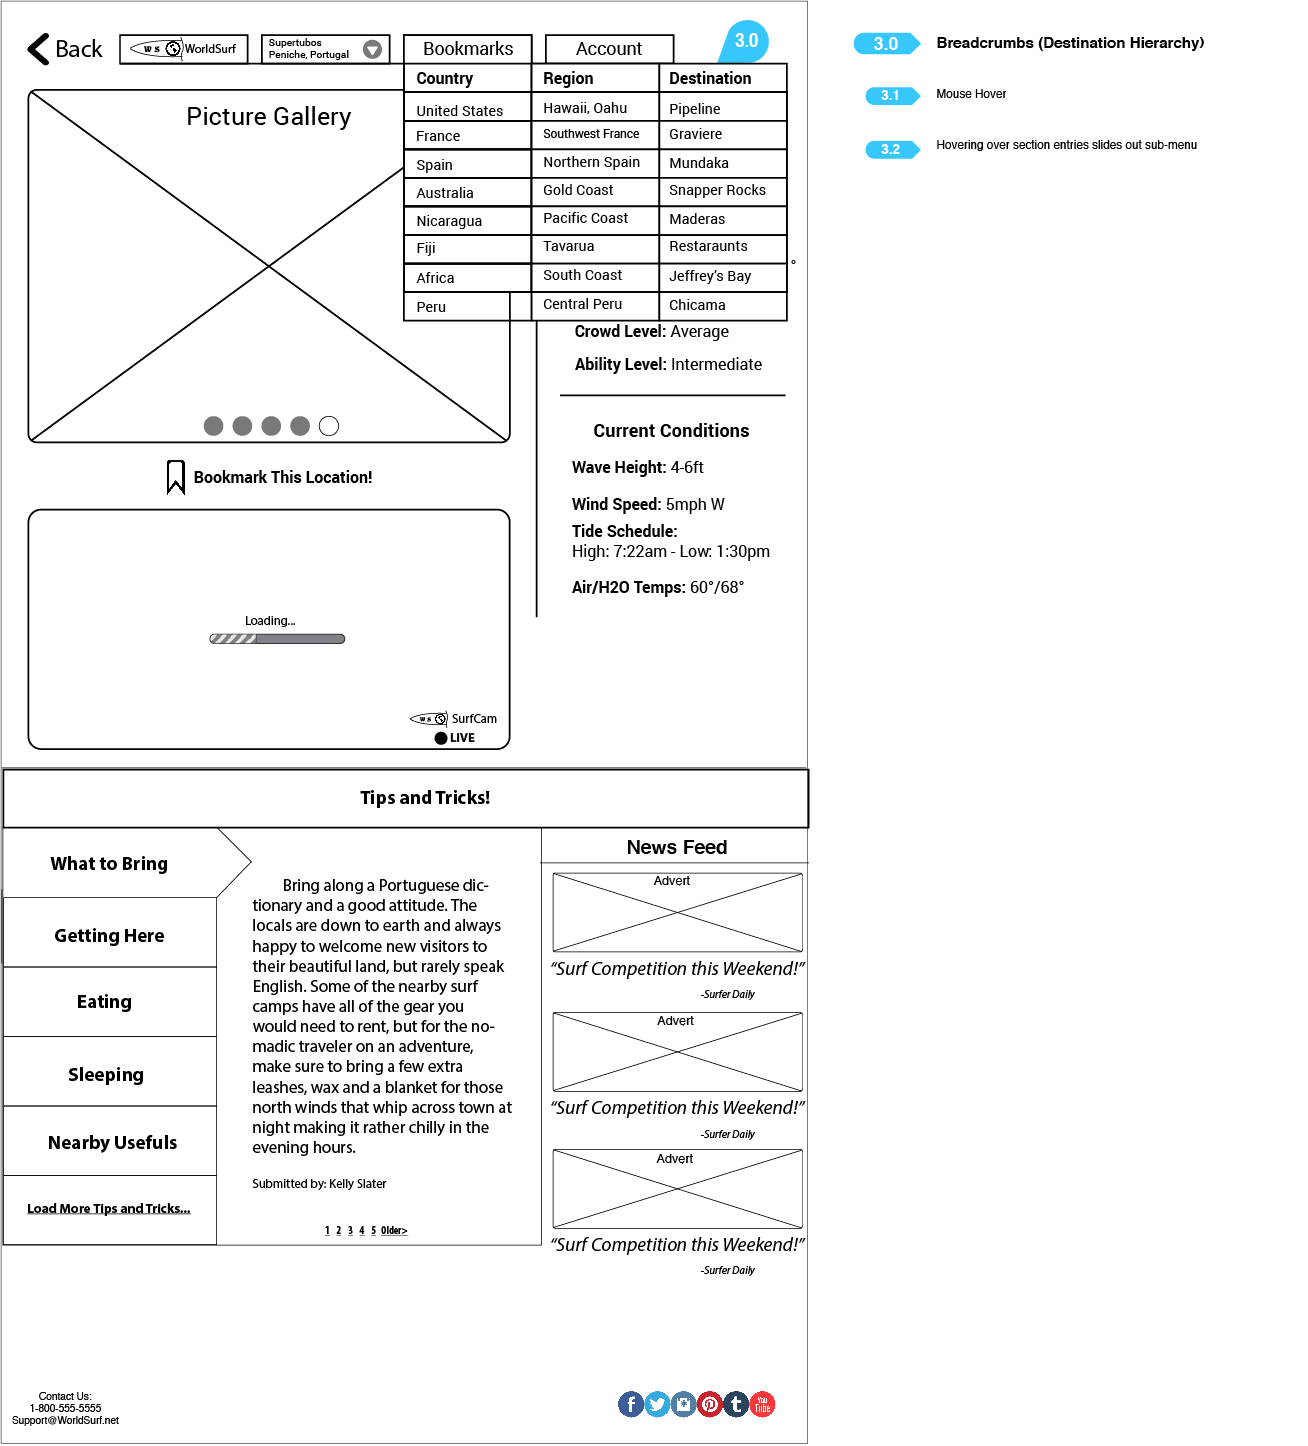 Back
W S WorldSurf
Supertubos
Peniche, Portugal
Bookmarks
Account
3.0
Country Region Destination
United States Hawaii, Oahu Pipeline
France Southwest France Graviere
Spain Northern Spain Mundaka
Australia Gold Coast Snapper Rocks
Nicaragua Pacific Coast Maderas
Fiji Tavarua Restaraunts
Africa South Coast Jeffrey's Bay
Peru Central Peru Chicama
Picture Gallery
°
Crowd Level: Average
Ability Level: Intermediate
Current Conditions
Wave Height: 4-6ft
Wind Speed: 5mph W
Tide Schedule:
High: 7:22am - Low: 1:30pm
Air/H2O Temps: 60°/68°
Bookmark This Location!
Loading...
W S SurfCam
LIVE
Tips and Tricks!
What to Bring
Getting Here
Eating
Sleeping
Nearby Usefuls
Load More Tips and Tricks...
Bring along a Portuguese dic-
tionary and a good attitude. The
locals are down to earth and always
happy to welcome new visitors to
their beautiful land, but rarely speak
English. Some of the nearby surf
camps have all of the gear you
would need to rent, but for the no-
madic traveler on an adventure,
make sure to bring a few extra
leashes, wax and a blanket for those
north winds that whip across town at
night making it rather chilly in the
evening hours.
Submitted by: Kelly Slater
1 2 3 4 5 Older>
News Feed
Advert
“Surf Competition this Weekend!”
-Surfer Daily
Advert
“Surf Competition this Weekend!”
-Surfer Daily
Advert
“Surf Competition this Weekend!”
-Surfer Daily
Contact Us:
1-800-555-5555
Support@WorldSurf.net
f
t
You
Tube
3.0 Breadcrumbs (Destination Hierarchy)
3.1 Mouse Hover
3.2 Hovering over section entries slides out sub-menu